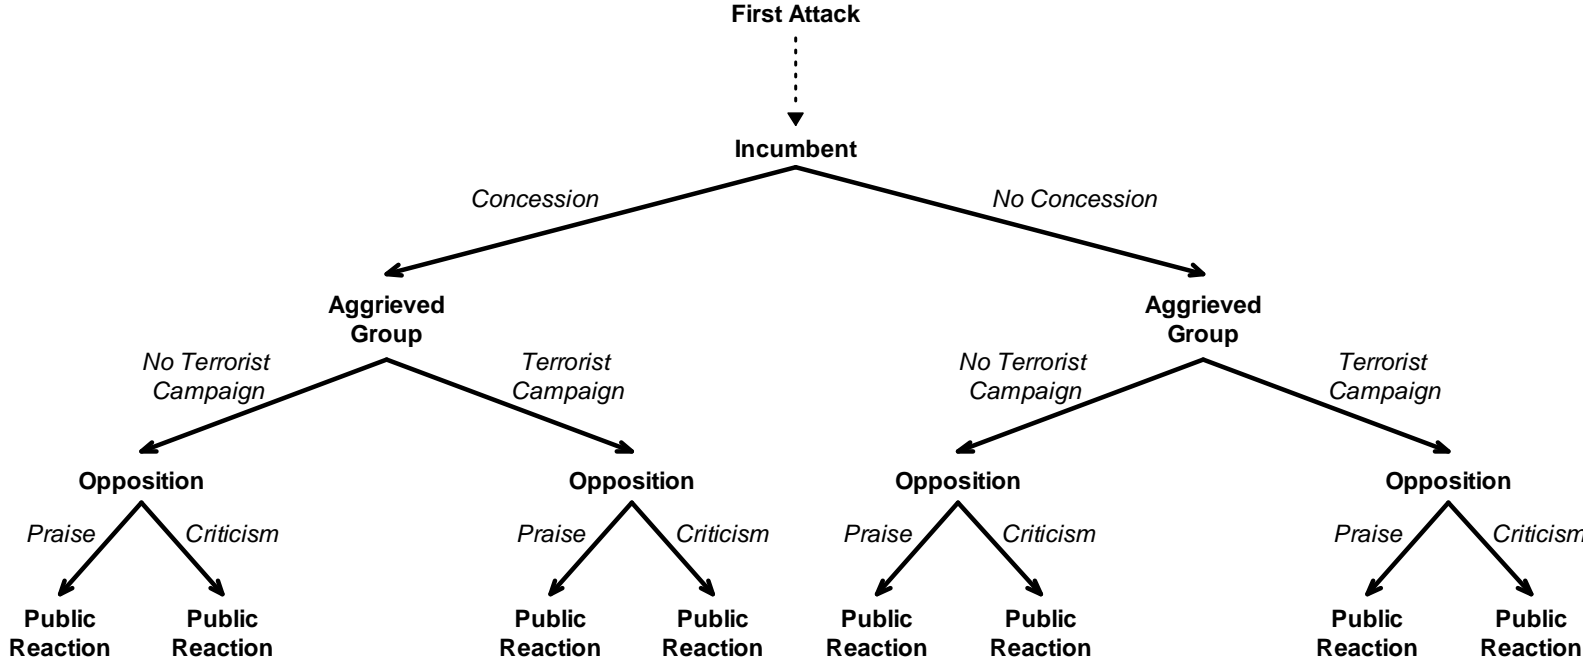 First Attack
Incumbent
Concession
No Concession
Aggrieved
Group
Aggrieved
Group
No Terrorist
Campaign
Terrorist
Campaign
No Terrorist
Campaign
Terrorist
Campaign
Opposition
Opposition
Opposition
Opposition
Praise
Criticism
Praise
Criticism
Praise
Criticism
Praise
Criticism
Public
Reaction
Public
Reaction
Public
Reaction
Public
Reaction
Public
Reaction
Public
Reaction
Public
Reaction
Public
Reaction